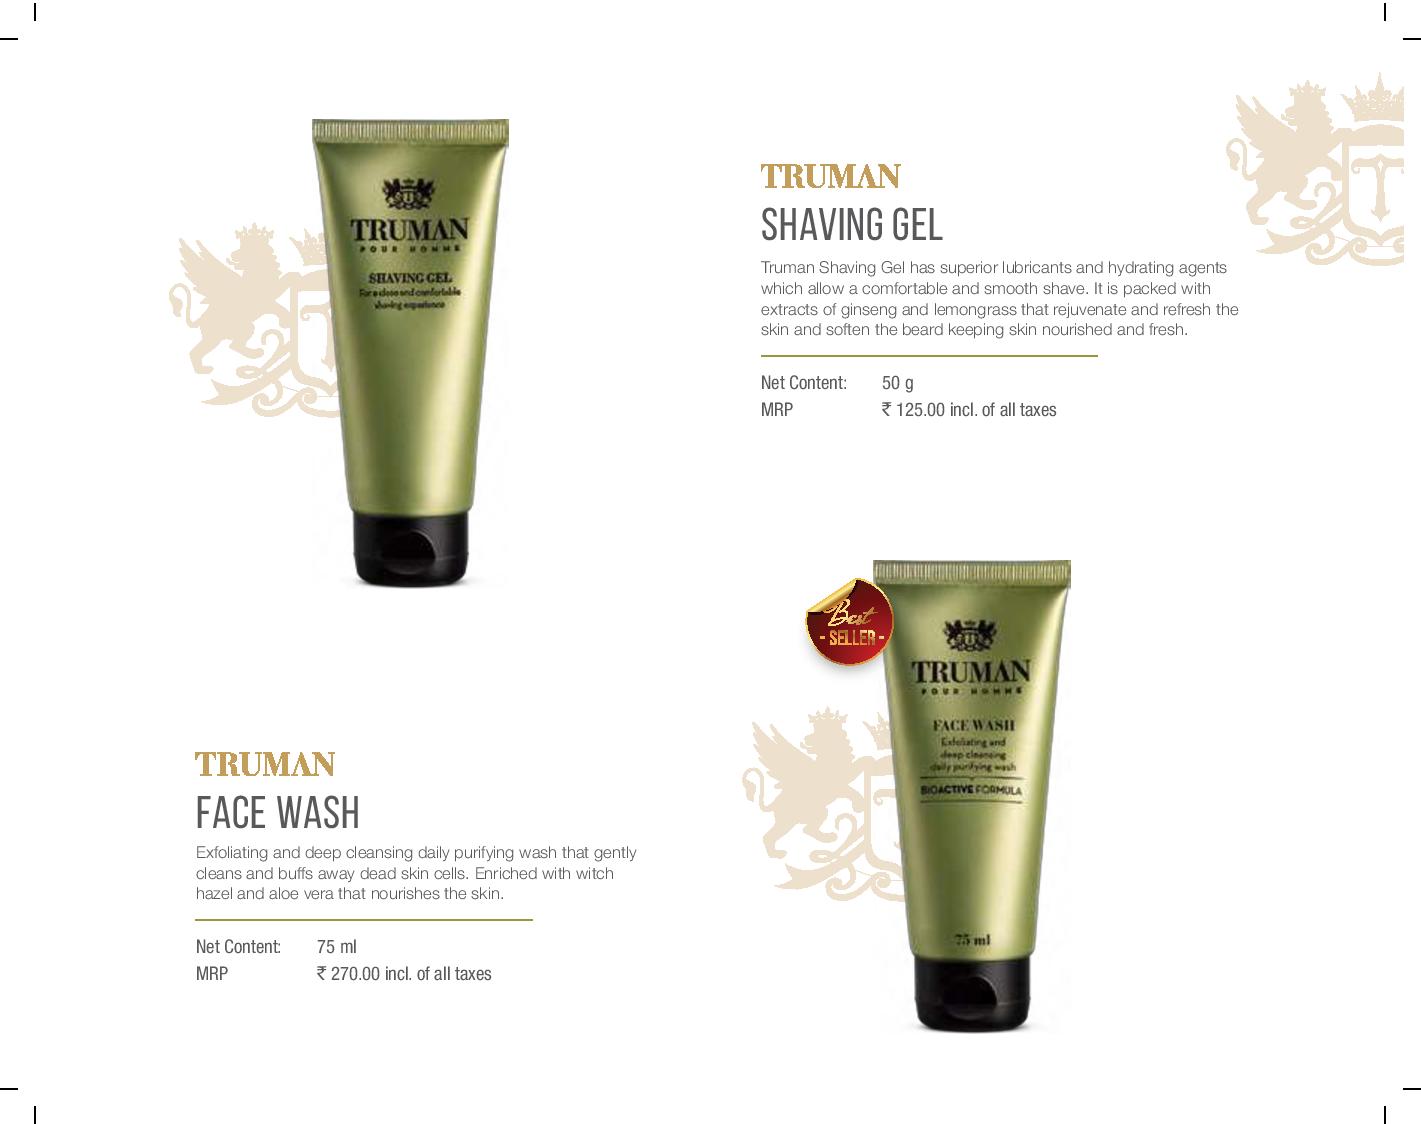 TRUMAN
POUR HOMME
SHAVING GEL
For a close and comfortable
shaving experience
TRUMAN
SHAVING GEL
Truman Shaving Gel has superior lubricants and hydrating agents
which allow a comfortable and smooth shave. It is packed with
extracts of ginseng and lemongrass that rejuvenate and refresh the
skin and soften the beard keeping skin nourished and fresh.
Net Content: 50 g
MRP ₹ 125.00 incl. of all taxes
TRUMAN
FACE WASH
Exfoliating and deep cleansing daily purifying wash that gently
cleans and buffs away dead skin cells. Enriched with witch
hazel and aloe vera that nourishes the skin.
Net Content: 75 ml
MRP ₹ 270.00 incl. of all taxes
Best
- SELLER -
TRUMAN
POUR HOMME
FACE WASH
Exfoliating and
deep cleansing
daily purifying wash
BIOACTIVE FORMULA
75 ml